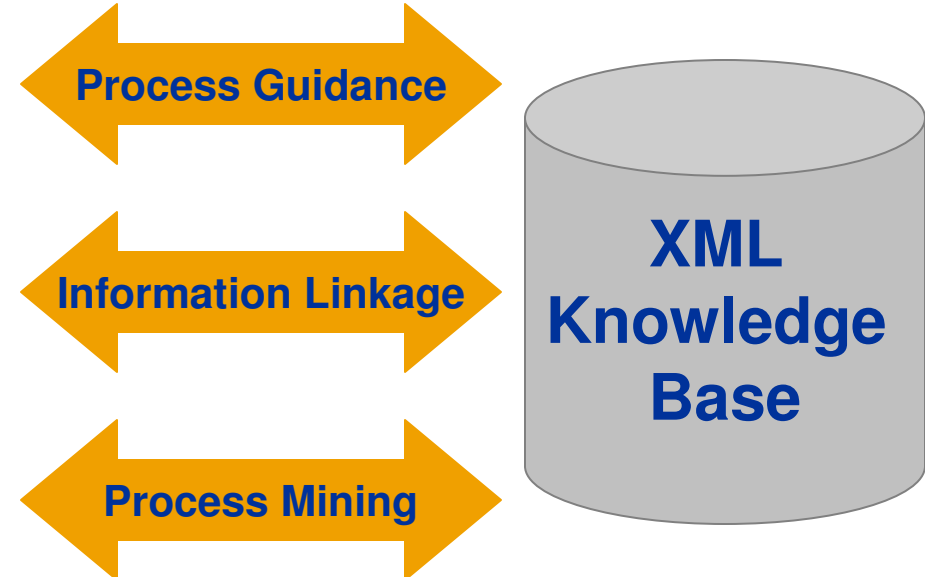 Process Guidance
Information Linkage
Process Mining
XML
Knowledge
Base